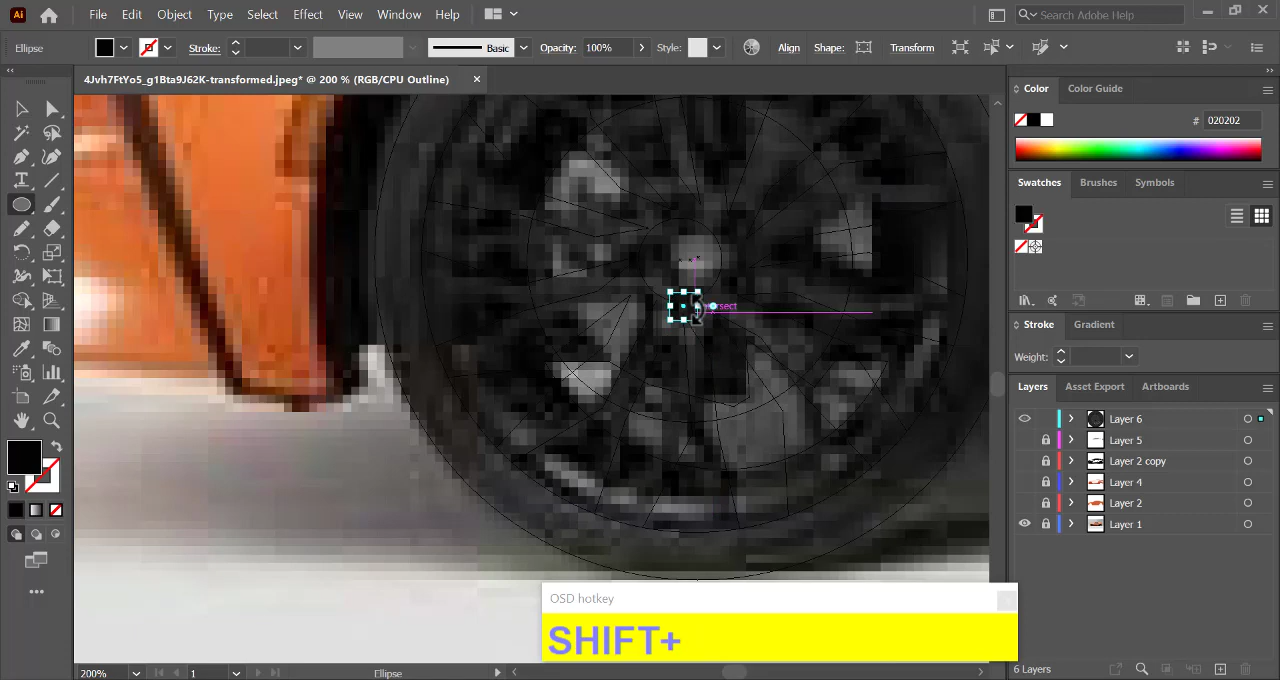 Ai File Edit Object Type Select Effect View Window Help Search Adobe Help
Ellipse Stroke: Basic Opacity: 100% Style: Align Shape: Transform
4Jvh7FtYo5_g1Bta9J62K-transformed.jpeg* @ 200 % (RGB/CPU Outline)
Color Color Guide
# 020202
Swatches Brushes Symbols
Stroke Gradient
Weight:
Layers Asset Export Artboards
Layer 6
Layer 5
Layer 2 copy
Layer 4
Layer 2
Layer 1
OSD hotkey
SHIFT+
200% 1 Ellipse
6 Layers